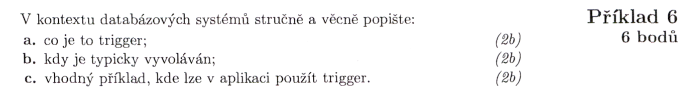 V kontextu databázových systémů stručně a věcně popište:
a. co je to trigger; (2b)
b. kdy je typicky vyvoláván; (2b)
c. vhodný příklad, kde lze v aplikaci použít trigger. (2b)
Příklad 6
6 bodů